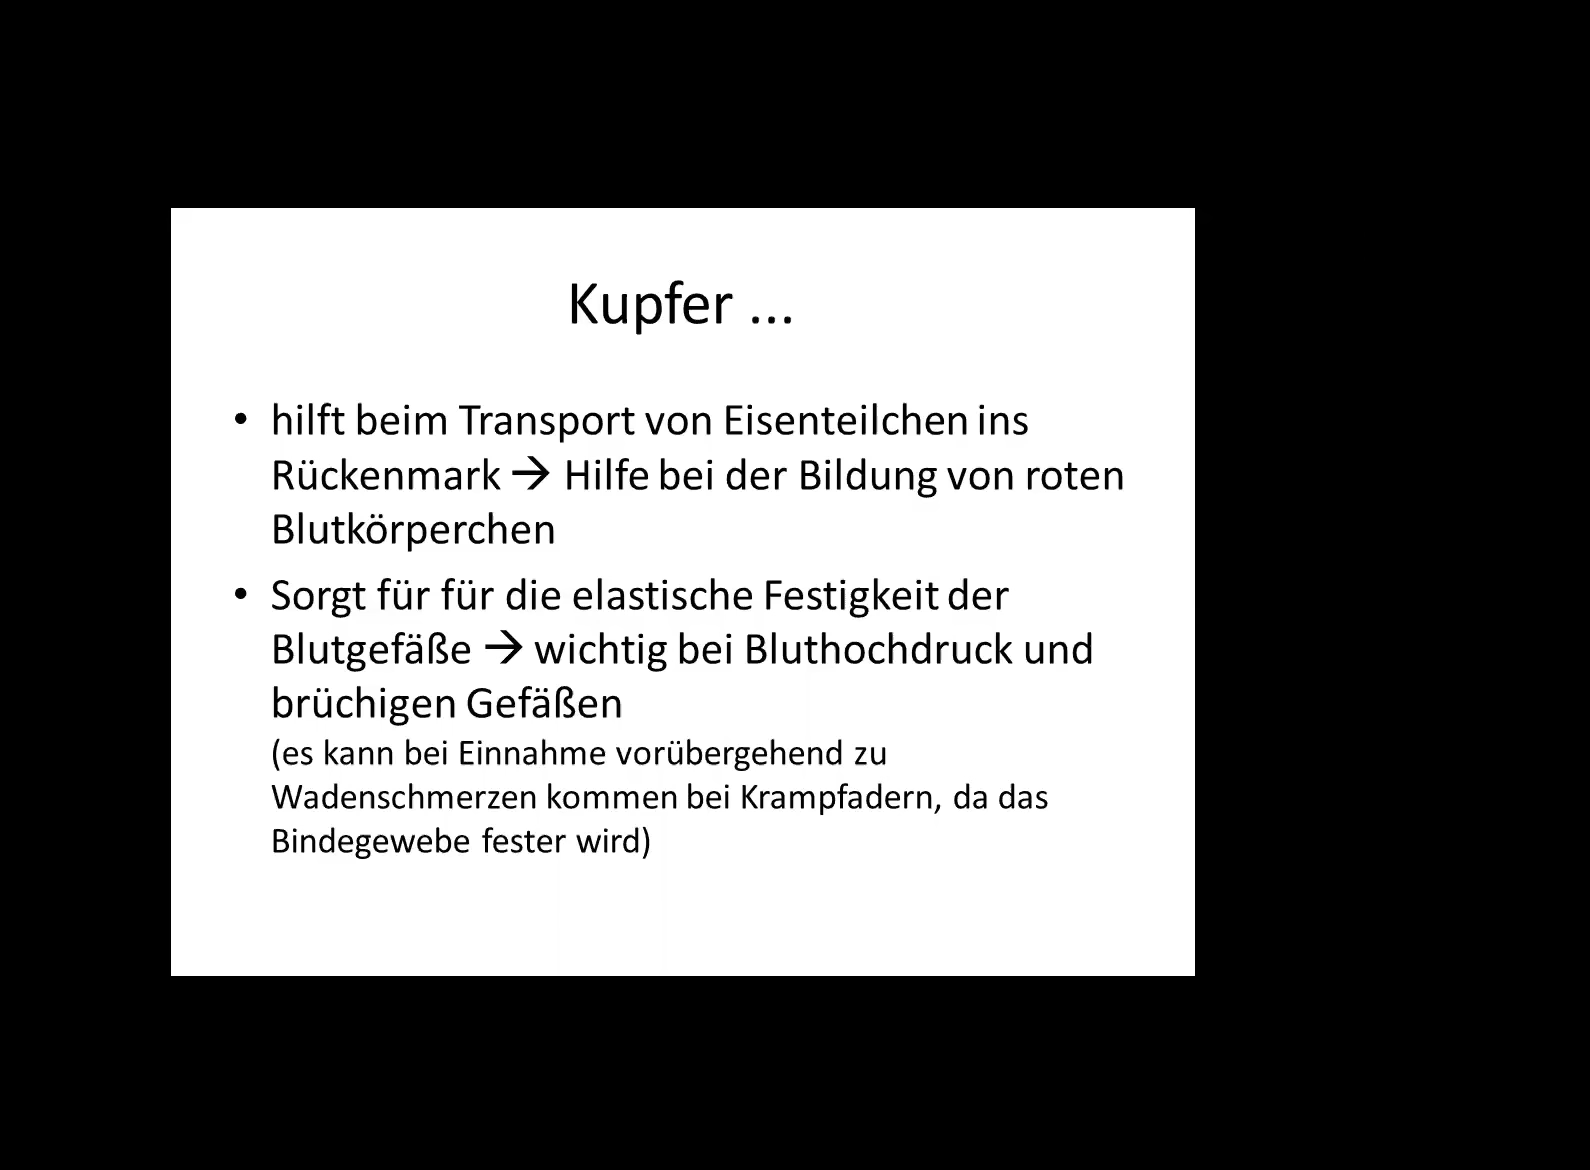 Kupfer ...
• hilft beim Transport von Eisenteilchen ins
Rückenmark → Hilfe bei der Bildung von roten
Blutkörperchen
• Sorgt für für die elastische Festigkeit der
Blutgefäße → wichtig bei Bluthochdruck und
brüchigen Gefäßen
(es kann bei Einnahme vorübergehend zu
Wadenschmerzen kommen bei Krampfadern, da das
Bindegewebe fester wird)